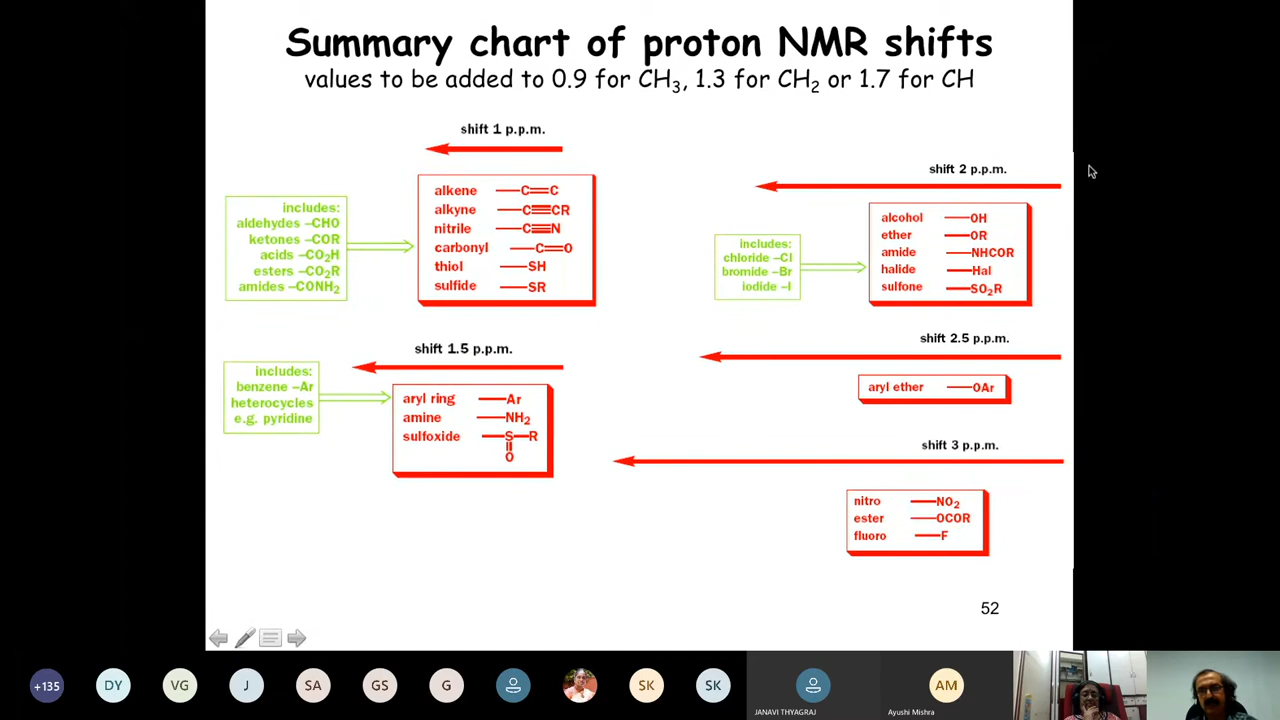 Summary chart of proton NMR shifts
values to be added to 0.9 for CH₃, 1.3 for CH₂ or 1.7 for CH
shift 1 p.p.m.
includes:
aldehydes –CHO
ketones –COR
acids –CO₂H
esters –CO₂R
amides –CONH₂
alkene —C=C
alkyne —C≡CR
nitrile —C≡N
carbonyl —C=O
thiol —SH
sulfide —SR
shift 1.5 p.p.m.
includes:
benzene –Ar
heterocycles
e.g. pyridine
aryl ring —Ar
amine —NH₂
sulfoxide —S—R
O
shift 2 p.p.m.
includes:
chloride –Cl
bromide –Br
iodide –I
alcohol —OH
ether —OR
amide —NHCOR
halide —Hal
sulfone —SO₂R
shift 2.5 p.p.m.
aryl ether —OAr
shift 3 p.p.m.
nitro —NO₂
ester —OCOR
fluoro —F
52
+135
DY
VG
J
SA
GS
G
SK
SK
JANAVI THYAGRAJ
AM
Ayushi Mishra